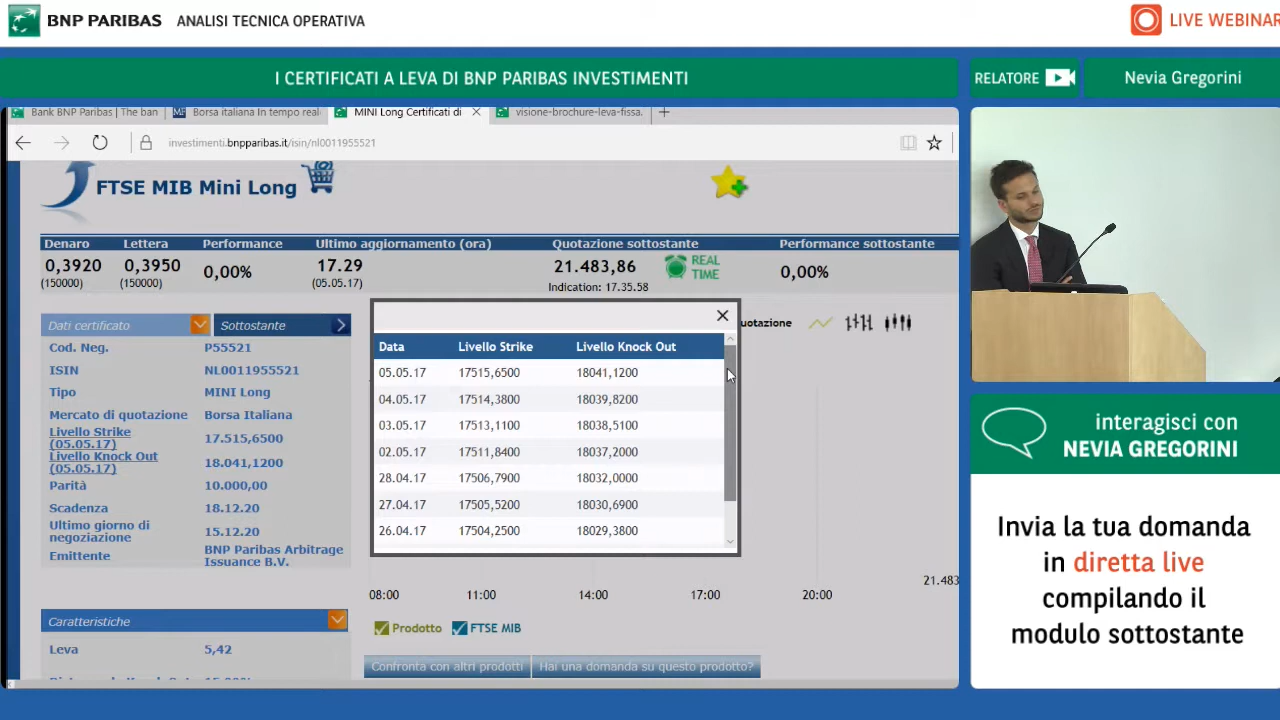 BNP PARIBAS ANALISI TECNICA OPERATIVA
LIVE WEBINAR
I CERTIFICATI A LEVA DI BNP PARIBAS INVESTIMENTI
RELATORE
Nevia Gregorini
Bank BNP Paribas | The ban
Borsa italiana In tempo real
MINI Long Certificati di
visione-brochure-leva-fissa.
investimenti.bnpparibas.it/isin/nl0011955521
FTSE MIB Mini Long
Denaro Lettera Performance Ultimo aggiornamento (ora) Quotazione sottostante Performance sottostante
0,3920 0,3950 0,00% 17.29 21.483,86 REAL TIME 0,00%
(150000) (150000) (05.05.17) Indication: 17.35.58
Dati certificato
Sottostante
Cod. Neg. P55521
ISIN NL0011955521
Tipo MINI Long
Mercato di quotazione Borsa Italiana
Livello Strike (05.05.17) 17.515,6500
Livello Knock Out (05.05.17) 18.041,1200
Parità 10.000,00
Scadenza 18.12.20
Ultimo giorno di negoziazione 15.12.20
Emittente BNP Paribas Arbitrage Issuance B.V.
Caratteristiche
Leva 5,42
uotazione
Data Livello Strike Livello Knock Out
05.05.17 17515,6500 18041,1200
04.05.17 17514,3800 18039,8200
03.05.17 17513,1100 18038,5100
02.05.17 17511,8400 18037,2000
28.04.17 17506,7900 18032,0000
27.04.17 17505,5200 18030,6900
26.04.17 17504,2500 18029,3800
21.483
08:00 11:00 14:00 17:00 20:00
Prodotto FTSE MIB
Confronta con altri prodotti
Hai una domanda su questo prodotto?
interagisci con
NEVIA GREGORINI
Invia la tua domanda
in diretta live
compilando il
modulo sottostante